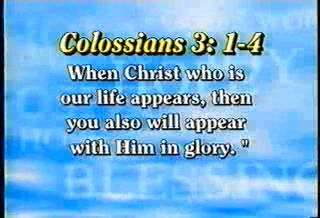 Colossians 3: 1-4
When Christ who is
our life appears, then
you also will appear
with Him in glory. "
BLESSING